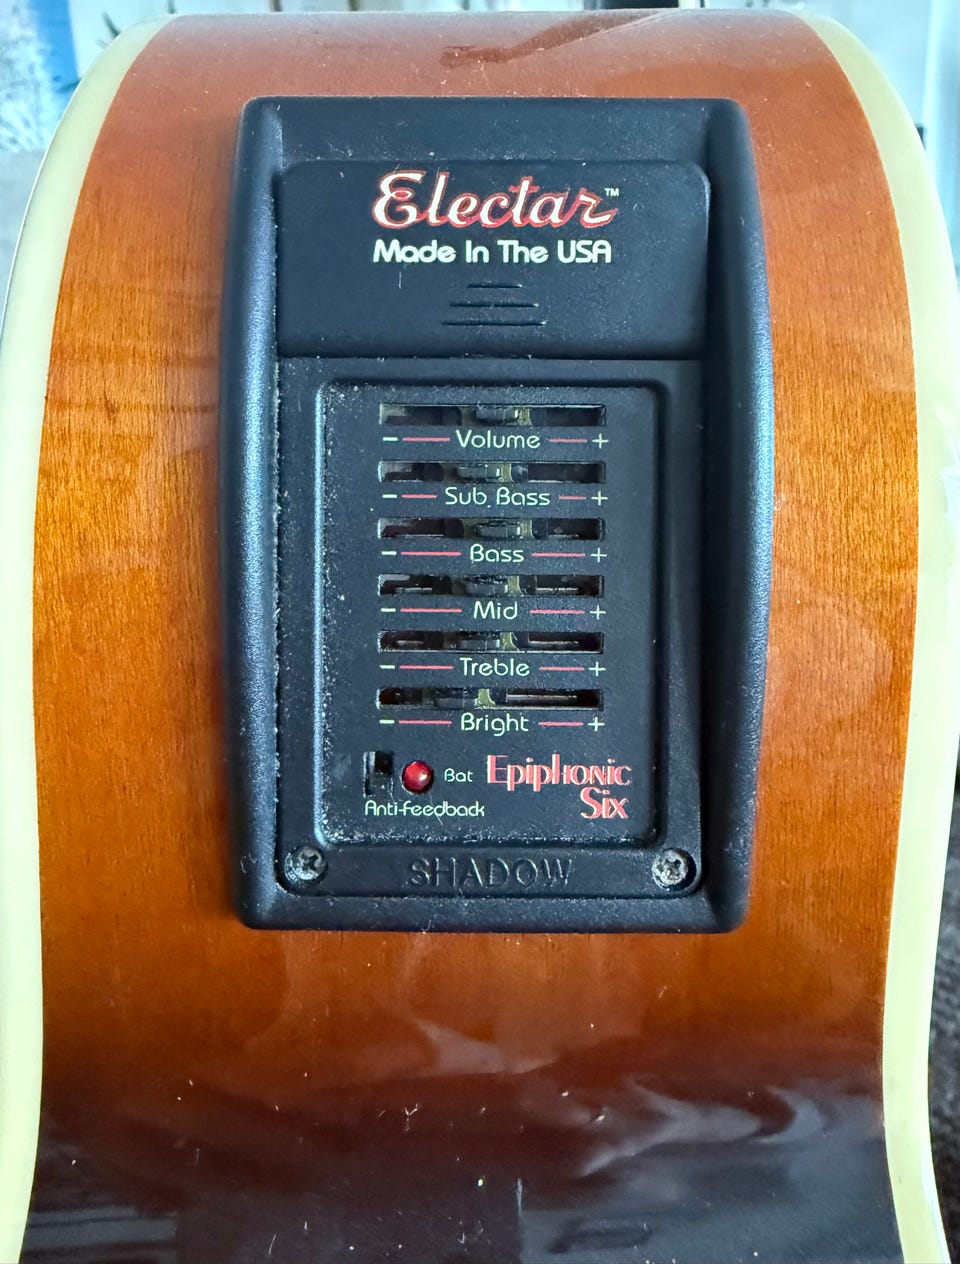 Electar™
Made In The USA
- Volume +
- Sub Bass +
- Bass +
- Mid +
- Treble +
- Bright +
Bat
Anti-Feedback
Epiphonic
Six
SHADOW